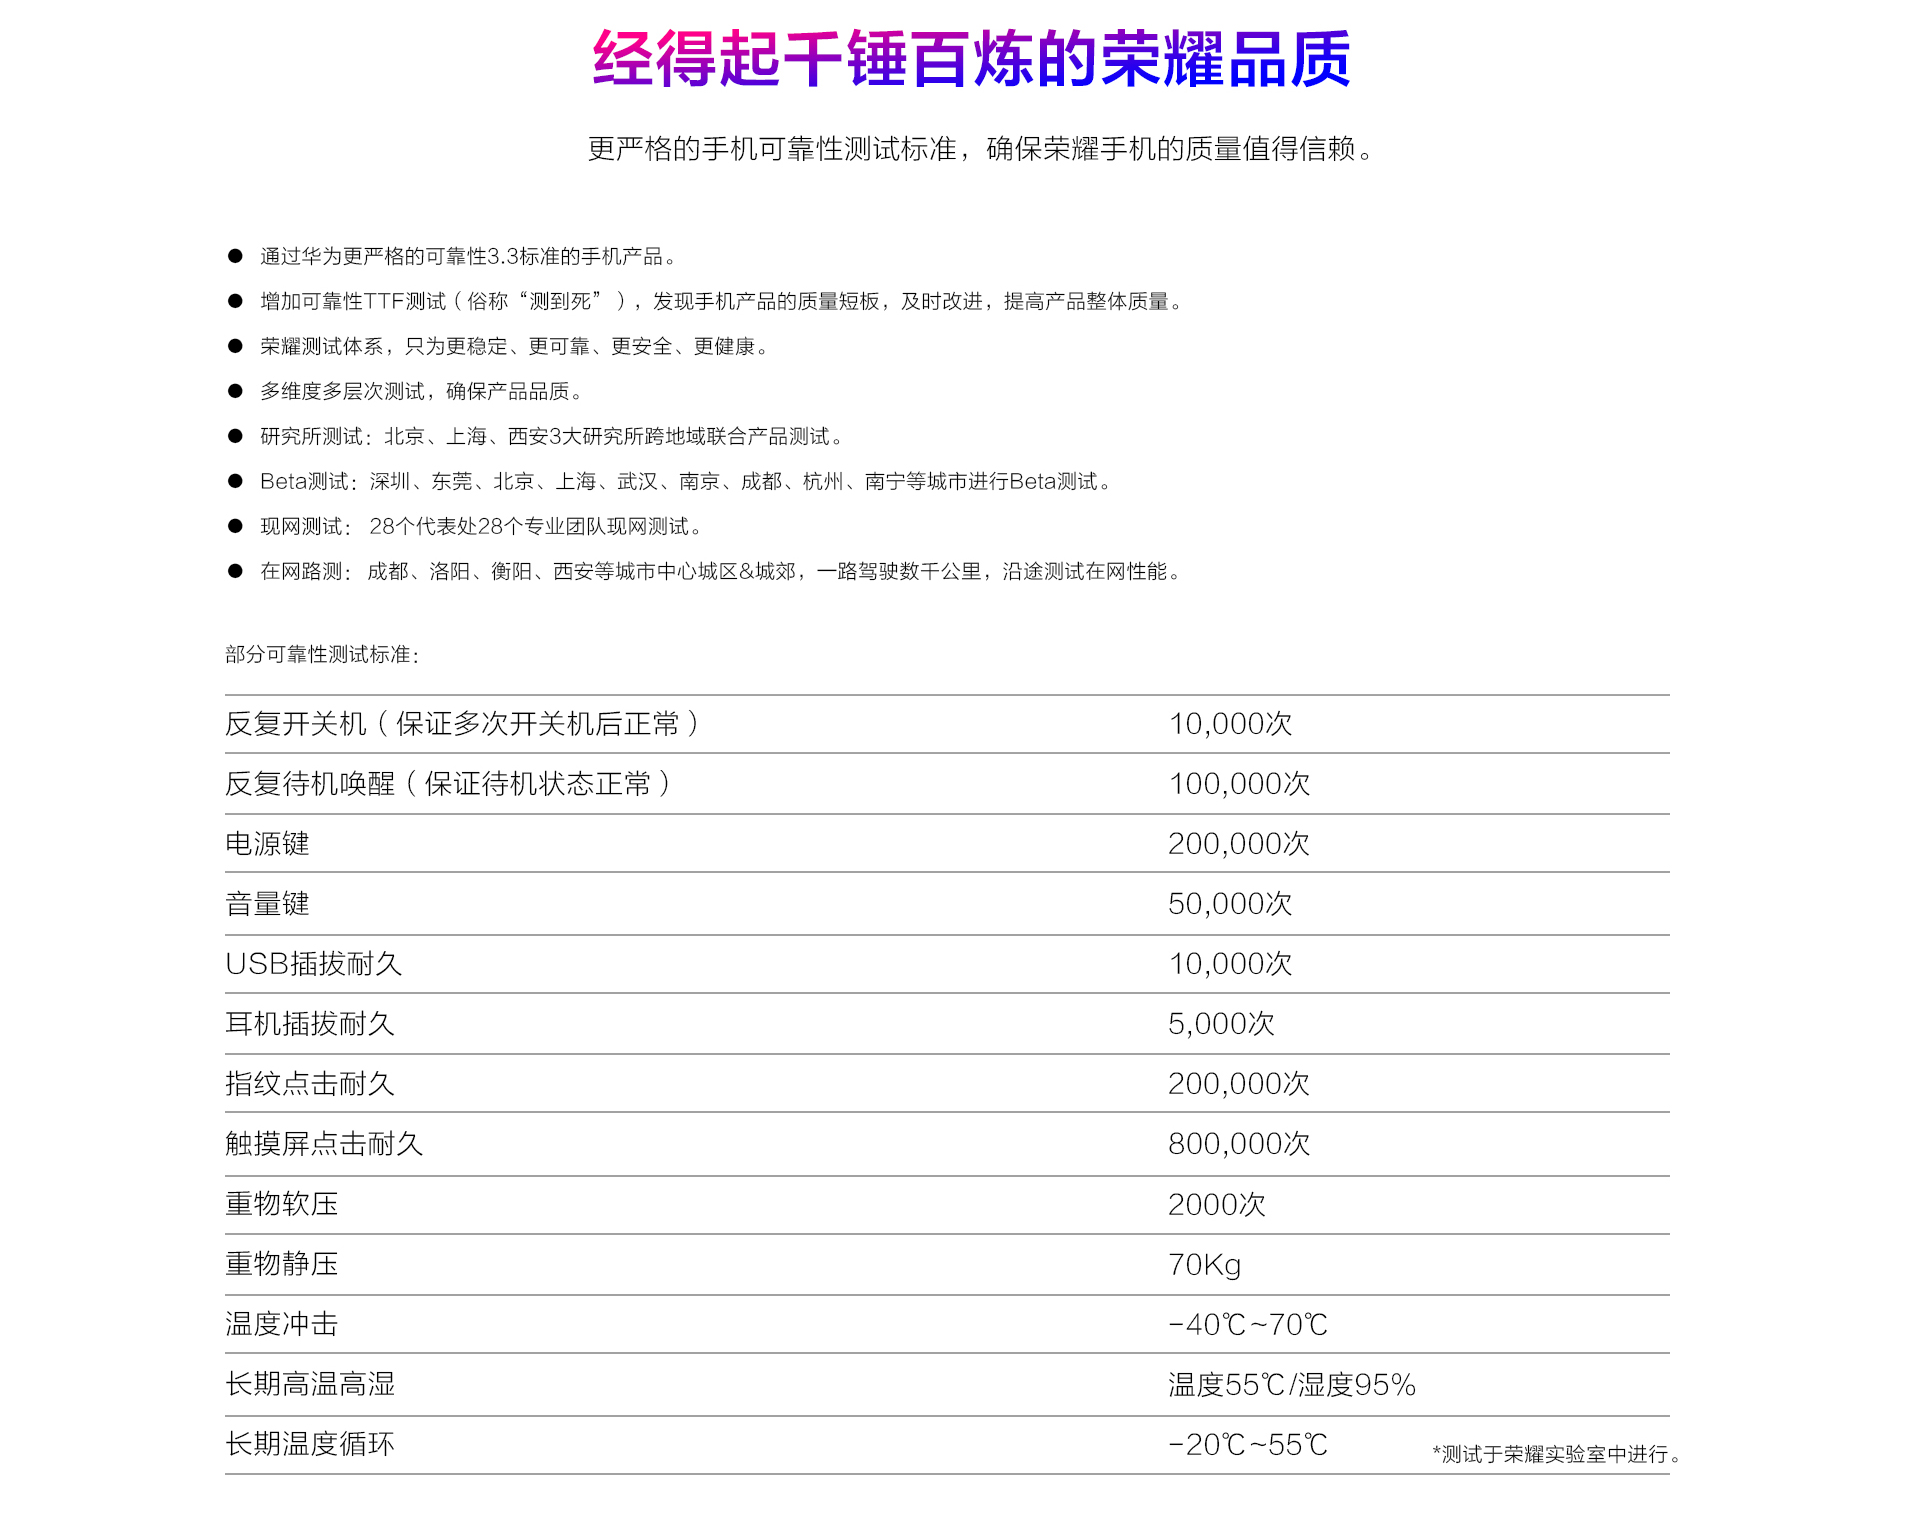 经得起千锤百炼的荣耀品质
更严格的手机可靠性测试标准，确保荣耀手机的质量值得信赖。
● 通过华为更严格的可靠性3.3标准的手机产品。
● 增加可靠性TTF测试（俗称“测到死”），发现手机产品的质量短板，及时改进，提高产品整体质量。
● 荣耀测试体系，只为更稳定、更可靠、更安全、更健康。
● 多维度多层次测试，确保产品品质。
● 研究所测试：北京、上海、西安3大研究所跨地域联合产品测试。
● Beta测试：深圳、东莞、北京、上海、武汉、南京、成都、杭州、南宁等城市进行Beta测试。
● 现网测试： 28个代表处28个专业团队现网测试。
● 在网路测： 成都、洛阳、衡阳、西安等城市中心城区&城郊，一路驾驶数千公里，沿途测试在网性能。
部分可靠性测试标准：
反复开关机（保证多次开关机后正常） 10,000次
反复待机唤醒（保证待机状态正常） 100,000次
电源键 200,000次
音量键 50,000次
USB插拔耐久 10,000次
耳机插拔耐久 5,000次
指纹点击耐久 200,000次
触摸屏点击耐久 800,000次
重物软压 2000次
重物静压 70Kg
温度冲击 -40℃~70℃
长期高温高湿 温度55℃/湿度95%
长期温度循环 -20℃~55℃ *测试于荣耀实验室中进行。